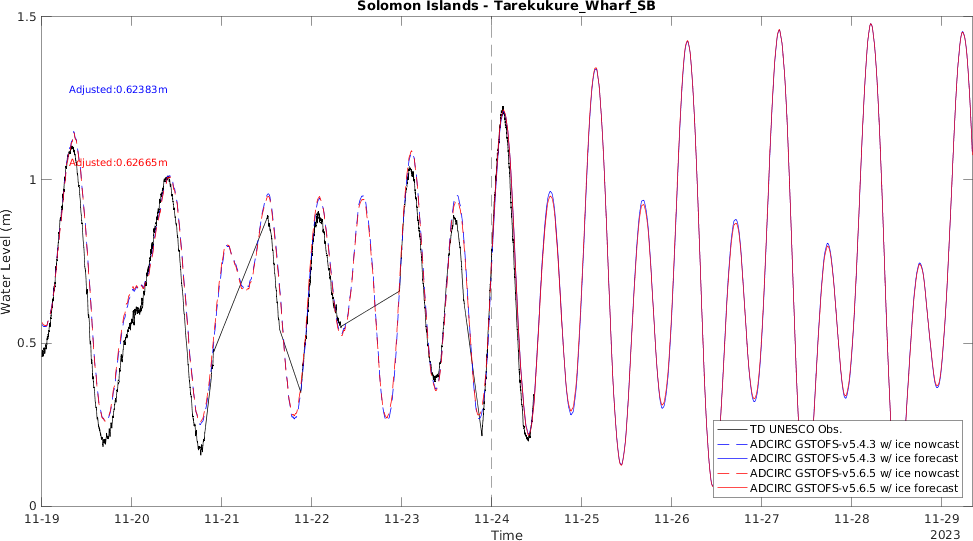 Solomon Islands - Tarekukure_Wharf_SB
Water Level (m)
1.5
1
0.5
0
Adjusted:0.62383m
Adjusted:0.62665m
TD UNESCO Obs.
ADCIRC GSTOFS-v5.4.3 w/ ice nowcast
ADCIRC GSTOFS-v5.4.3 w/ ice forecast
ADCIRC GSTOFS-v5.6.5 w/ ice nowcast
ADCIRC GSTOFS-v5.6.5 w/ ice forecast
11-19 11-20 11-21 11-22 11-23 11-24 11-25 11-26 11-27 11-28 11-29
Time
2023